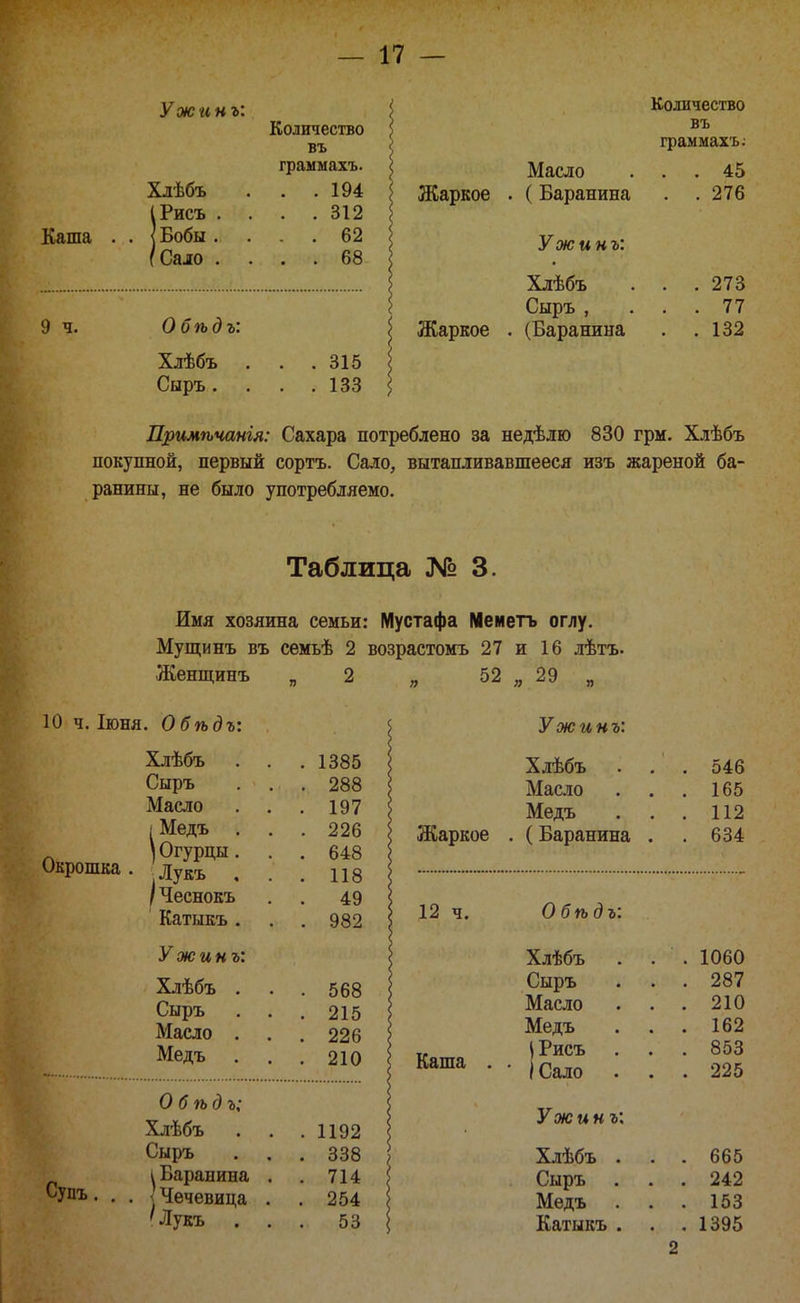 — 17 —
Ужинъ:
Количество
въ
граммахъ.
Хлѣбъ . . . 194
Рисъ . . . . 312
Каша . . Бобы . . . . 62
Сало . . . . 68
9 ч. Обѣдъ:
Хлѣбъ . . . 315
Сыръ . . . . 133
Количество
въ
граммахъ:
Масло . . . 45
Жаркое . ( Баранина . . 276
Ужинъ:
Хлѣбъ . . . 273
Сыръ , . . . 77
Жаркое . (Баранина . . 132
Примѣчанія: Сахара потреблено за недѣлю 830 грм. Хлѣбъ
покупной, первый сортъ. Сало, вытапливавшееся изъ жареной ба-
ранины, не было употребляемо.
Таблица № 3.
Имя хозяина семьи: Мустафа Меметъ оглу.
Мущинъ въ семьѣ 2 возрастомъ 27 и 16 лѣтъ.
Женщинъ „ 2 „ 52 „ 29 „
10 ч. Іюня. Обѣдъ:
Хлѣбъ . . . 1385
Сыръ . . . 288
Масло . . . 197
Медъ . . . 226
Огурцы . . . 648
Окрошка . Лукъ . . . 118
Чеснокъ . . 49
Катыкъ . . . 982
Ужинъ:
Хлѣбъ . . . 568
Сыръ . . . 215
Масло . . . 226
Медъ . . . 210
Обѣдъ;
Хлѣбъ . . . 1192
Сыръ . . . 338
Баранина . . 714
Супъ . . . Чечевица . . 254
Лукъ . . . 53
Ужинъ:
Хлѣбъ . . . 546
Масло . . . 165
Медъ . . . 112
Жаркое . ( Баранина . . 634
12 ч. Обѣдъ:
Хлѣбъ . . . 1060
Сыръ . . . 287
Масло . . . 210
Медъ . . . 162
Рисъ . . . 853
Каша . . Сало . . . 225
Ужинъ:
Хлѣбъ . . . 665
Сыръ . . . 242
Медъ . . . 153
Катыкъ . . . 1395
2